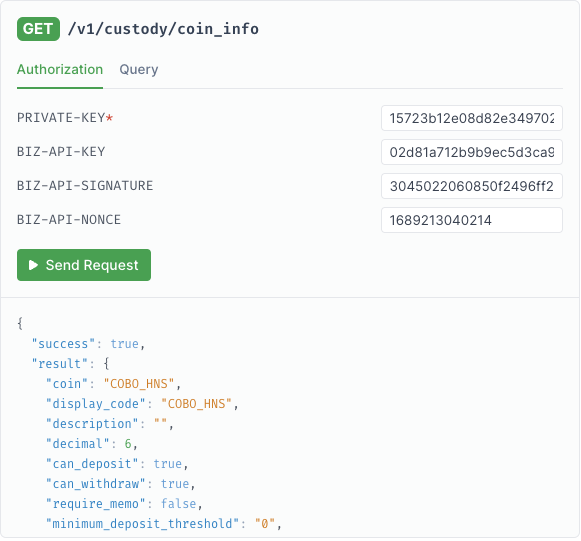 GET /v1/custody/coin_info
Authorization Query
PRIVATE-KEY* 15723b12e08d82e349702
BIZ-API-KEY 02d81a712b9b9ec5d3ca9
BIZ-API-SIGNATURE 3045022060850f2496ff2
BIZ-API-NONCE 1689213040214
Send Request
{
"success": true,
"result": {
"coin": "COBO_HNS",
"display_code": "COBO_HNS",
"description": "",
"decimal": 6,
"can_deposit": true,
"can_withdraw": true,
"require_memo": false,
"minimum_deposit_threshold": "0",